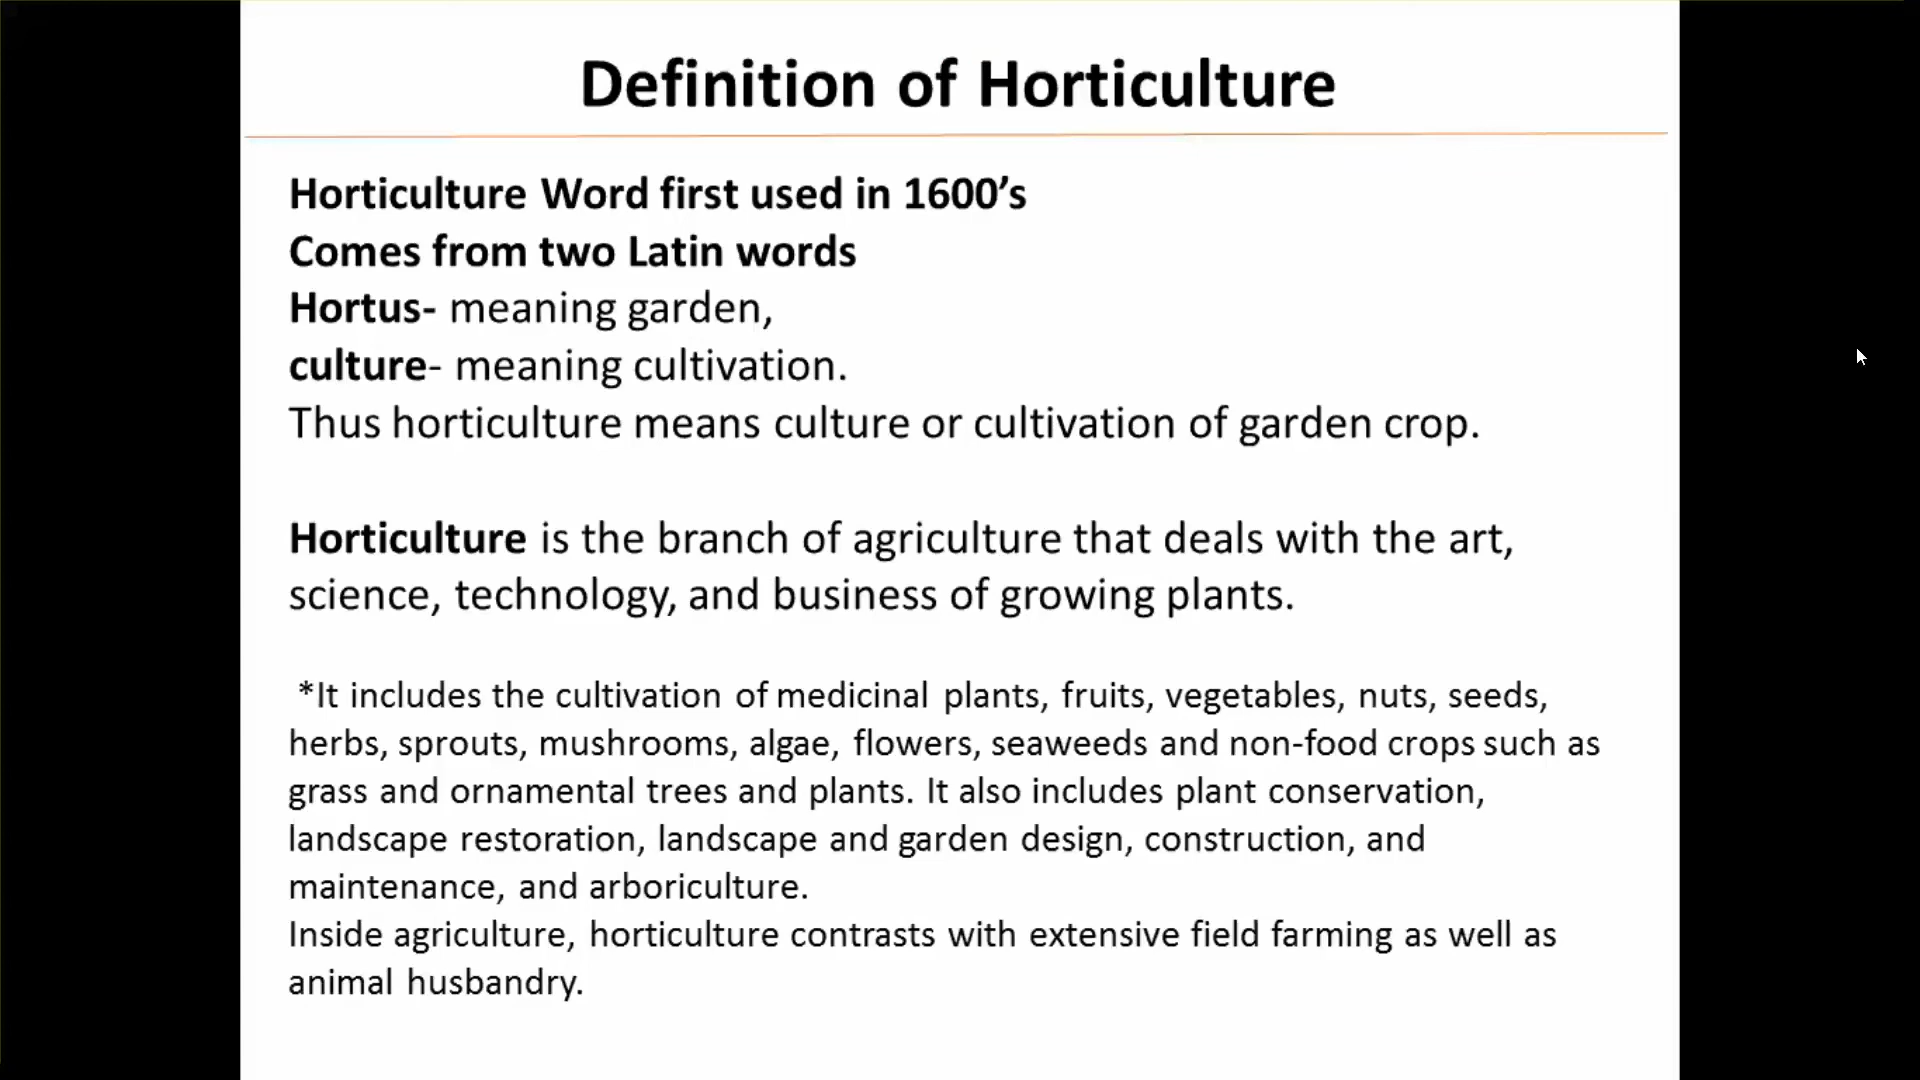 Definition of Horticulture
Horticulture Word first used in 1600’s
Comes from two Latin words
Hortus- meaning garden,
culture- meaning cultivation.
Thus horticulture means culture or cultivation of garden crop.
Horticulture is the branch of agriculture that deals with the art,
science, technology, and business of growing plants.
*It includes the cultivation of medicinal plants, fruits, vegetables, nuts, seeds,
herbs, sprouts, mushrooms, algae, flowers, seaweeds and non-food crops such as
grass and ornamental trees and plants. It also includes plant conservation,
landscape restoration, landscape and garden design, construction, and
maintenance, and arboriculture.
Inside agriculture, horticulture contrasts with extensive field farming as well as
animal husbandry.